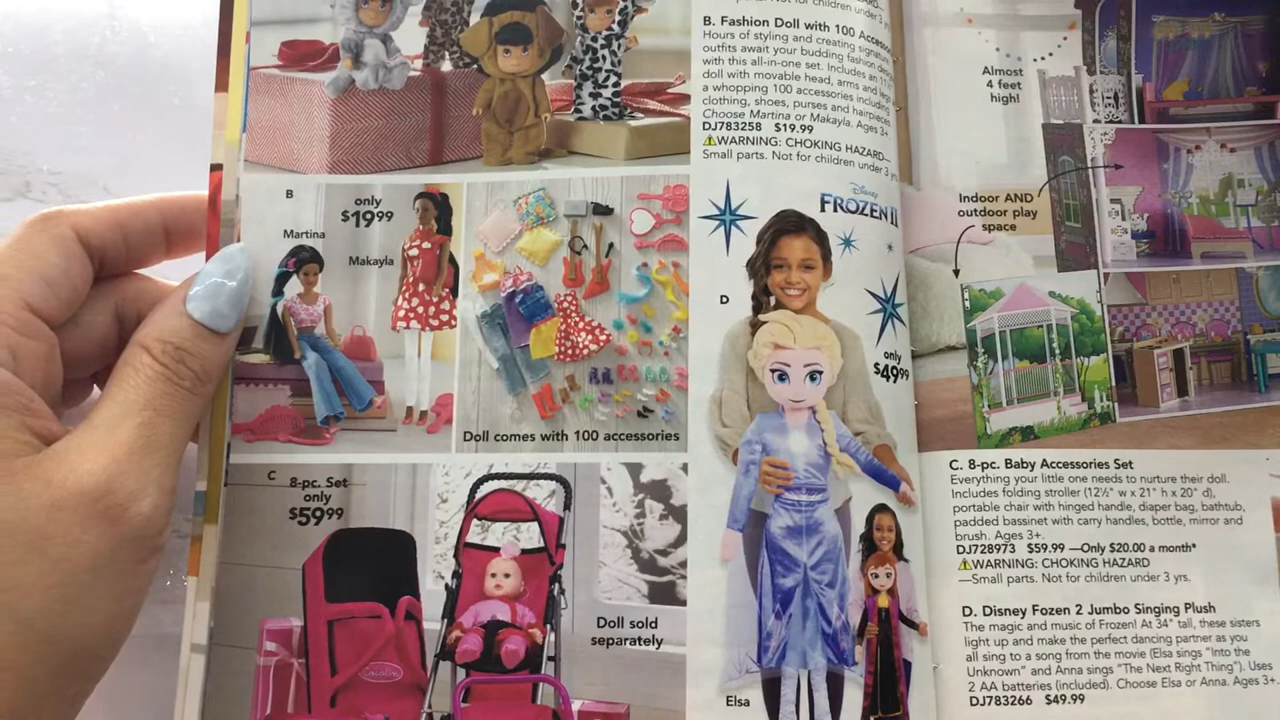 B. Fashion Doll with 100
Hours of styling and creating
outfits await your budding fashion
with this all-in-one set. Includes an
doll with movable head, arms and
a whopping 100 accessories including
clothing, shoes, purses and hairpieces.
Choose Martina or Makayla. Ages 3+
DJ783258 $19.99
WARNING: CHOKING HAZARD—
Small parts. Not for children under 3
B
only
$19.99
Martina
Makayla
Doll comes with 100 accessories
C
8-pc. Set
only
$59.99
Doll sold
separately
Disney
FROZEN II
D
only
$49.99
Elsa
Almost
4 feet
high!
Indoor AND
outdoor play
space
C. 8-pc. Baby Accessories Set
Everything your little one needs to nurture their doll.
Includes folding stroller (12½" w x 21" h x 20" d),
portable chair with hinged handle, diaper bag, bathtub,
padded bassinet with carry handles, bottle, mirror and
brush. Ages 3+.
DJ728973 $59.99 —Only $20.00 a month*
WARNING: CHOKING HAZARD
—Small parts. Not for children under 3 yrs.
D. Disney Fozen 2 Jumbo Singing Plush
The magic and music of Frozen! At 34" tall, these sisters
light up and make the perfect dancing partner as you
all sing to a song from the movie (Elsa sings "Into the
Unknown" and Anna sings "The Next Right Thing"). Uses
2 AA batteries (included). Choose Elsa or Anna. Ages 3+.
DJ783266 $49.99